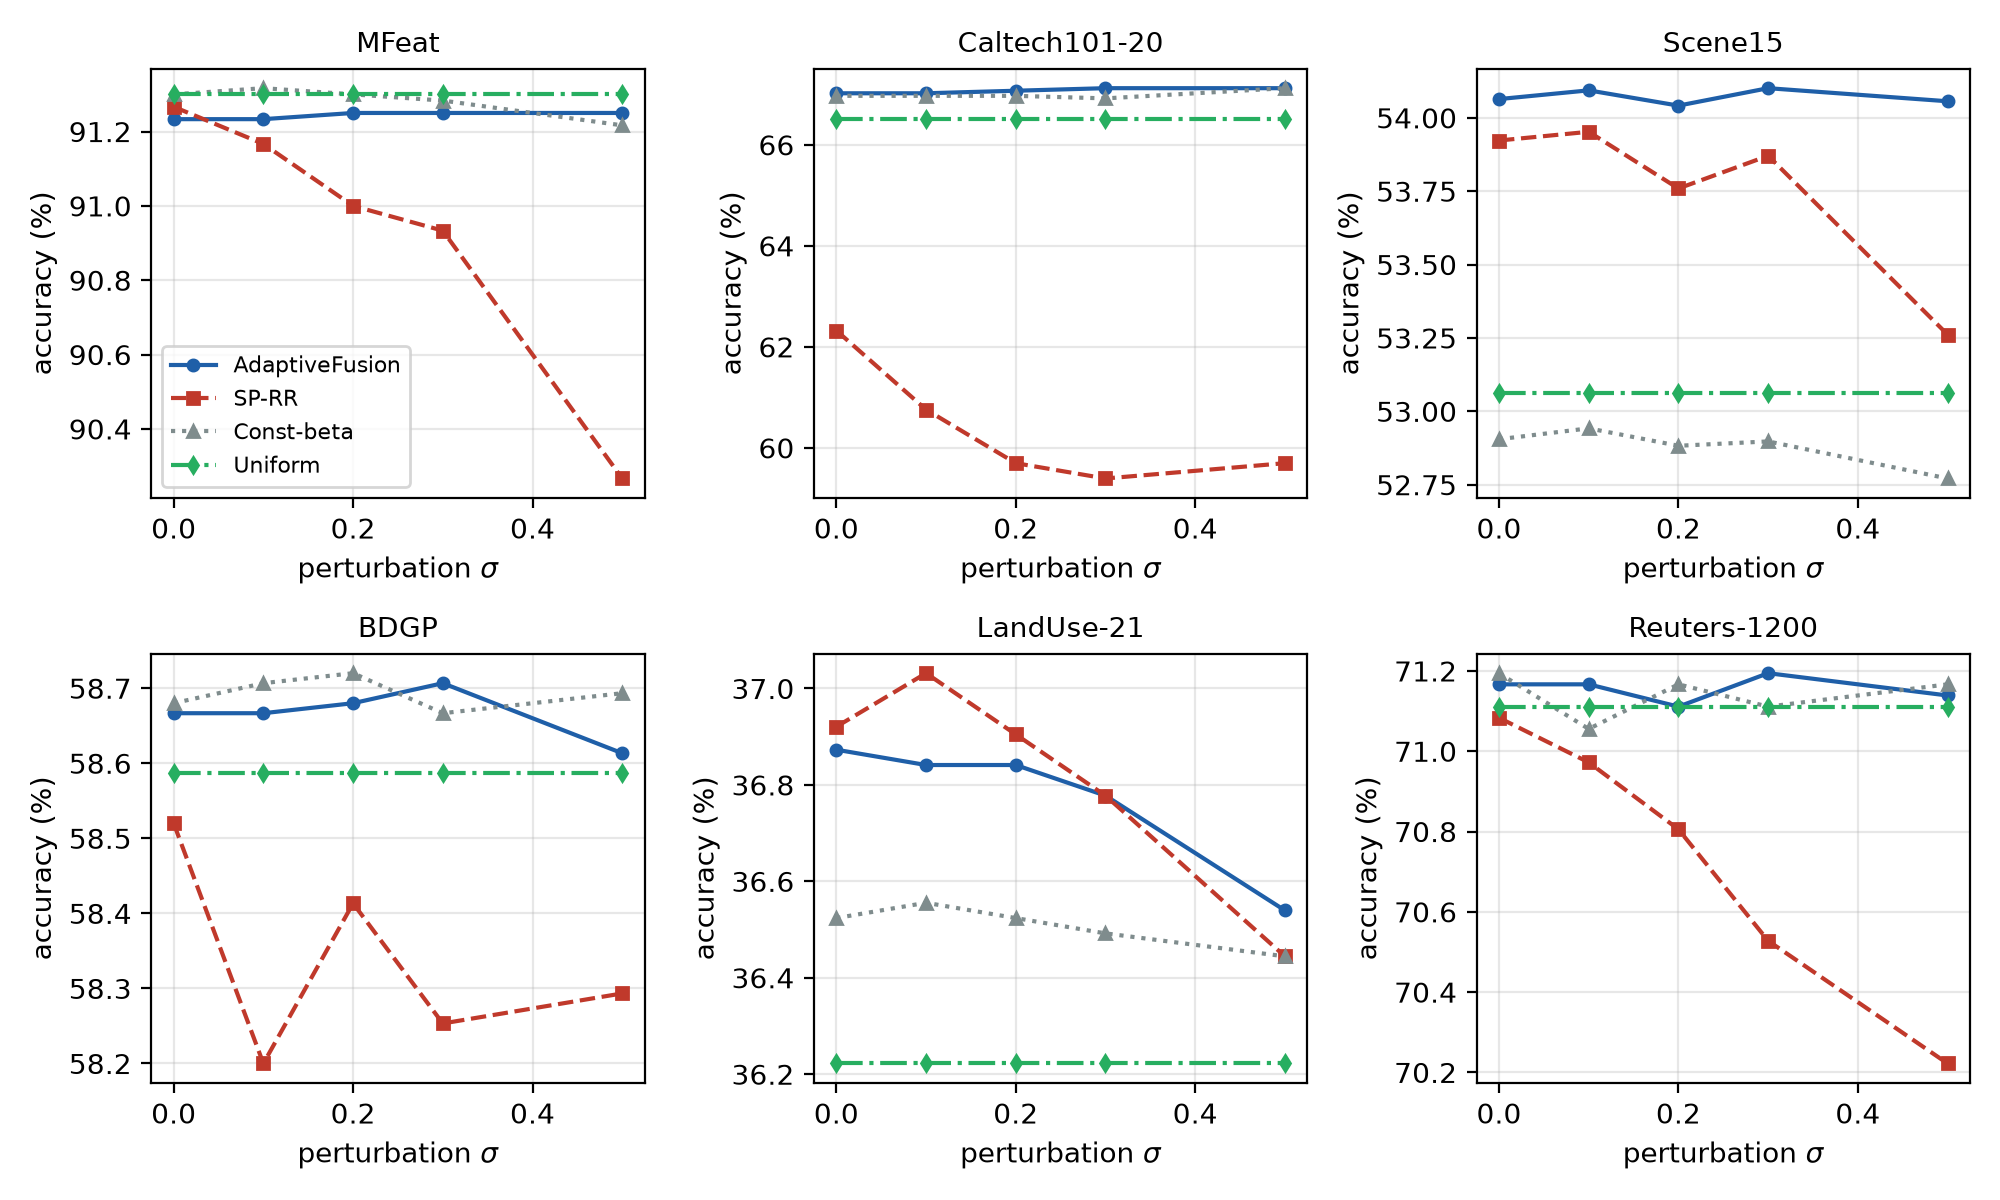 MFeat
accuracy (%)
91.2
91.0
90.8
90.6
90.4
AdaptiveFusion
SP-RR
Const-beta
Uniform
0.0 0.2 0.4
perturbation σ
Caltech101-20
accuracy (%)
66
64
62
60
0.0 0.2 0.4
perturbation σ
Scene15
accuracy (%)
54.00
53.75
53.50
53.25
53.00
52.75
0.0 0.2 0.4
perturbation σ
BDGP
accuracy (%)
58.7
58.6
58.5
58.4
58.3
58.2
0.0 0.2 0.4
perturbation σ
LandUse-21
accuracy (%)
37.0
36.8
36.6
36.4
36.2
0.0 0.2 0.4
perturbation σ
Reuters-1200
accuracy (%)
71.2
71.0
70.8
70.6
70.4
70.2
0.0 0.2 0.4
perturbation σ